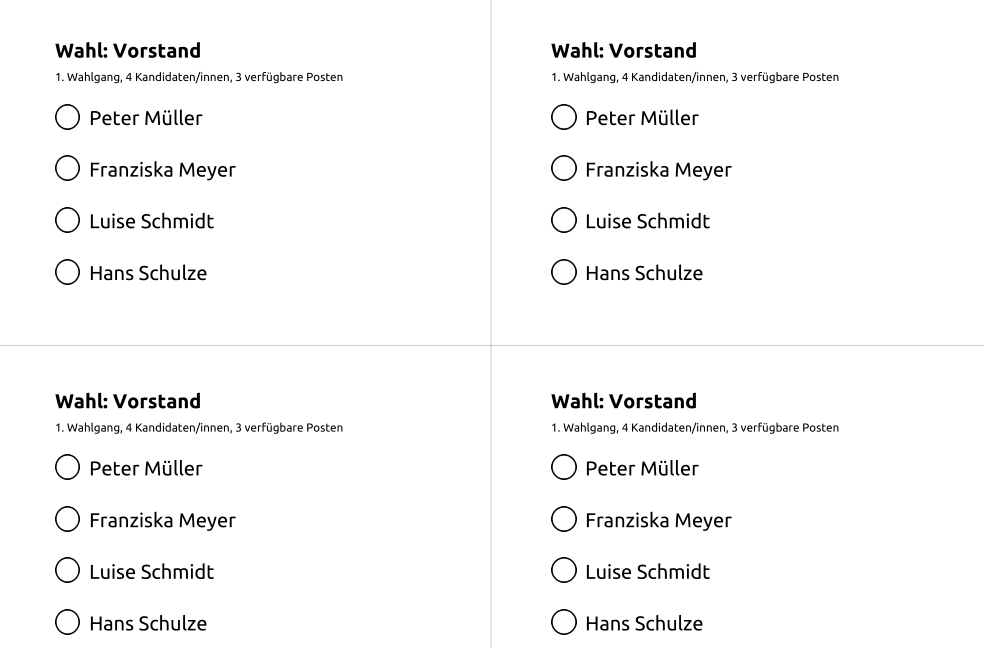 Wahl: Vorstand
1. Wahlgang, 4 Kandidaten/innen, 3 verfügbare Posten
Peter Müller
Franziska Meyer
Luise Schmidt
Hans Schulze
Wahl: Vorstand
1. Wahlgang, 4 Kandidaten/innen, 3 verfügbare Posten
Peter Müller
Franziska Meyer
Luise Schmidt
Hans Schulze
Wahl: Vorstand
1. Wahlgang, 4 Kandidaten/innen, 3 verfügbare Posten
Peter Müller
Franziska Meyer
Luise Schmidt
Hans Schulze
Wahl: Vorstand
1. Wahlgang, 4 Kandidaten/innen, 3 verfügbare Posten
Peter Müller
Franziska Meyer
Luise Schmidt
Hans Schulze